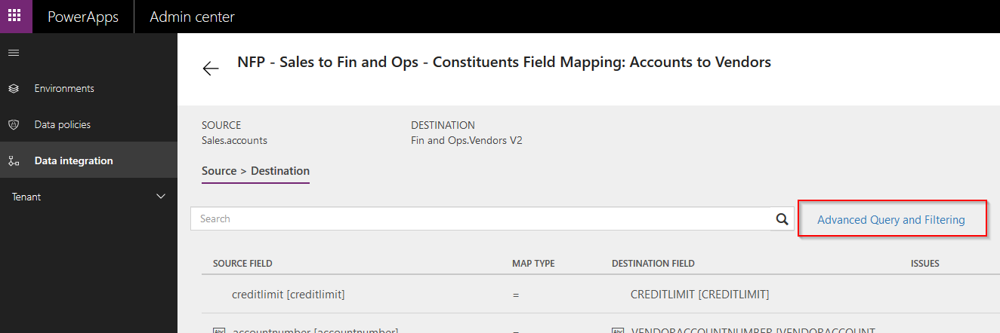 PowerApps Admin center
NFP - Sales to Fin and Ops - Constituents Field Mapping: Accounts to Vendors
Environments
Data policies
Data integration
Tenant
SOURCE DESTINATION
Sales.accounts Fin and Ops.Vendors V2
Source > Destination
Search
Advanced Query and Filtering
SOURCE FIELD MAP TYPE DESTINATION FIELD ISSUES
creditlimit [creditlimit] = CREDITLIMIT [CREDITLIMIT]
Abc accountnumber [accountnumber] = Abc VENDORACCOUNTNUMBER [VENDORACCOUNT